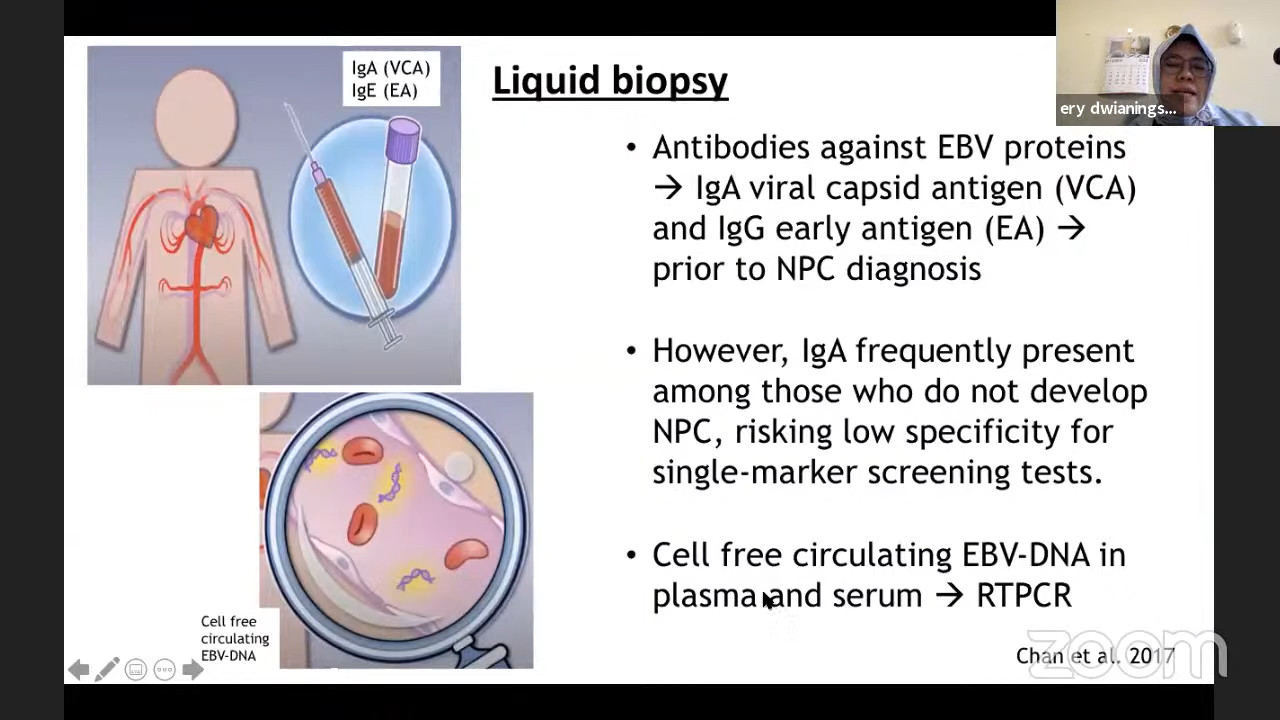 IgA (VCA)
IgE (EA)
Liquid biopsy
ery dwianings...
• Antibodies against EBV proteins
→ IgA viral capsid antigen (VCA)
and IgG early antigen (EA) →
prior to NPC diagnosis
• However, IgA frequently present
among those who do not develop
NPC, risking low specificity for
single-marker screening tests.
• Cell free circulating EBV-DNA in
plasma and serum → RTPCR
Cell free
circulating
EBV-DNA
Chan et al. 2017
zoom